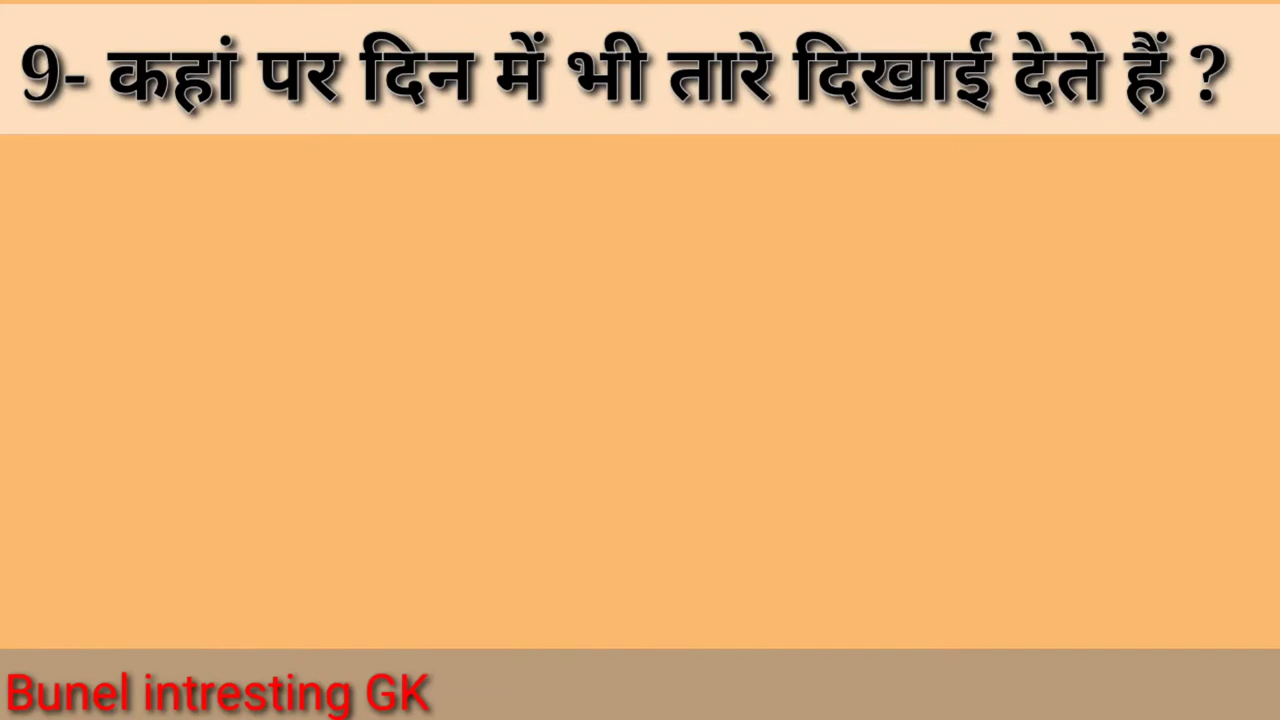 9- कहां पर दिन में भी तारे दिखाई देते हैं ?
Bunel intresting GK